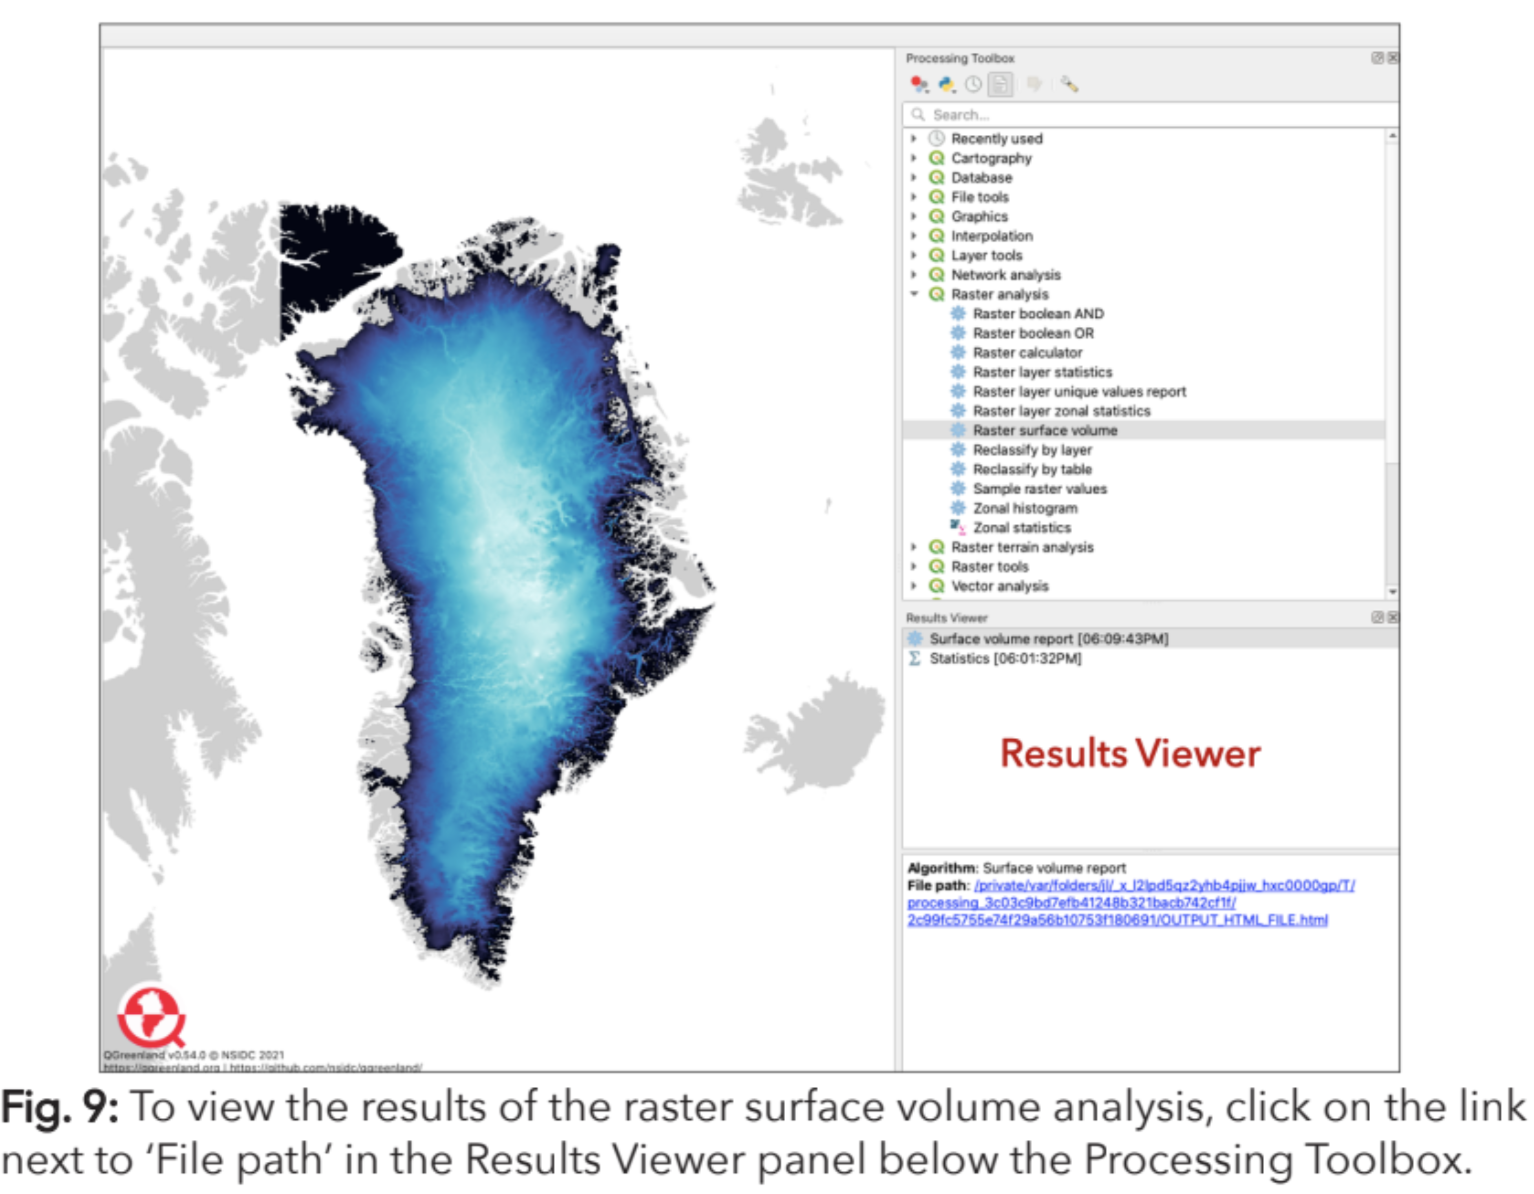 Processing Toolbox
Search...
Recently used
Cartography
Database
File tools
Graphics
Interpolation
Layer tools
Network analysis
Raster analysis
Raster boolean AND
Raster boolean OR
Raster calculator
Raster layer statistics
Raster layer unique values report
Raster layer zonal statistics
Raster surface volume
Reclassify by layer
Reclassify by table
Sample raster values
Zonal histogram
Zonal statistics
Raster terrain analysis
Raster tools
Vector analysis
Results Viewer
Surface volume report [06:09:43PM]
Statistics [06:01:32PM]
Results Viewer
Algorithm: Surface volume report
File path: /private/var/folders/jl/_x_l2lpd5qz2yhb4pjjw_hxc0000gp/T/
processing_3c03c9bd7efb41248b321bacb742cf1f/
2c99fc5755e74f29a56b10753f180691/OUTPUT_HTML_FILE.html
QGreenland v0.54.0 © NSIDC 2021
https://qgreenland.org | https://github.com/nsidc/qgreenland/
Fig. 9: To view the results of the raster surface volume analysis, click on the link
next to ‘File path’ in the Results Viewer panel below the Processing Toolbox.